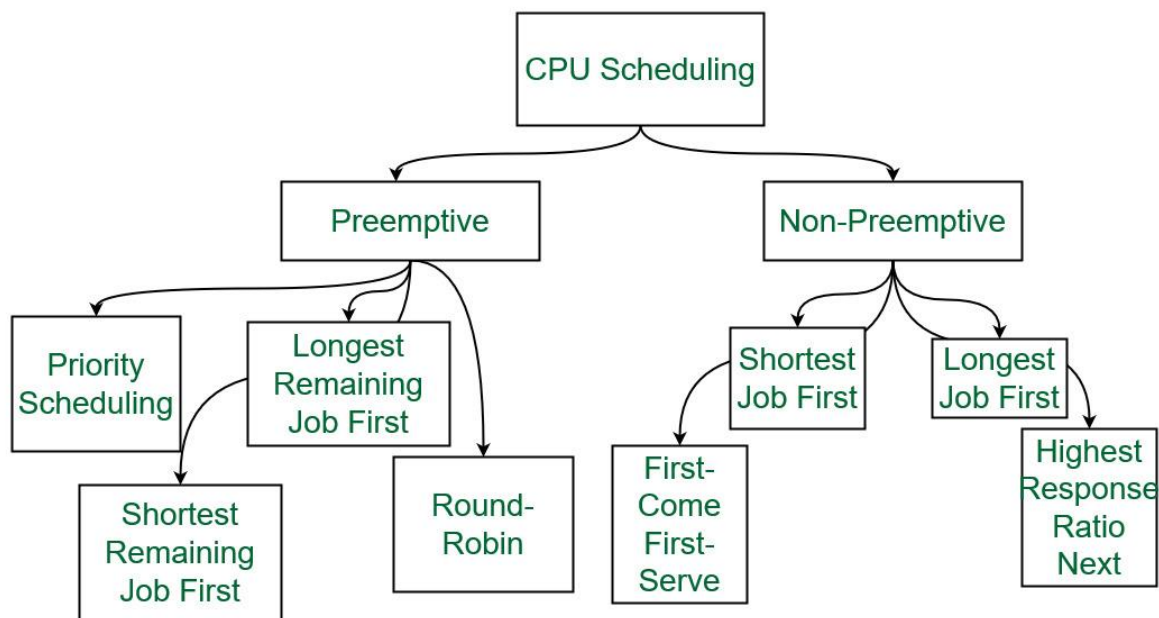 CPU Scheduling
Preemptive
Non-Preemptive
Priority
Scheduling
Longest
Remaining
Job First
Shortest
Job First
Longest
Job First
Shortest
Remaining
Job First
Round-
Robin
First-
Come
First-
Serve
Highest
Response
Ratio
Next